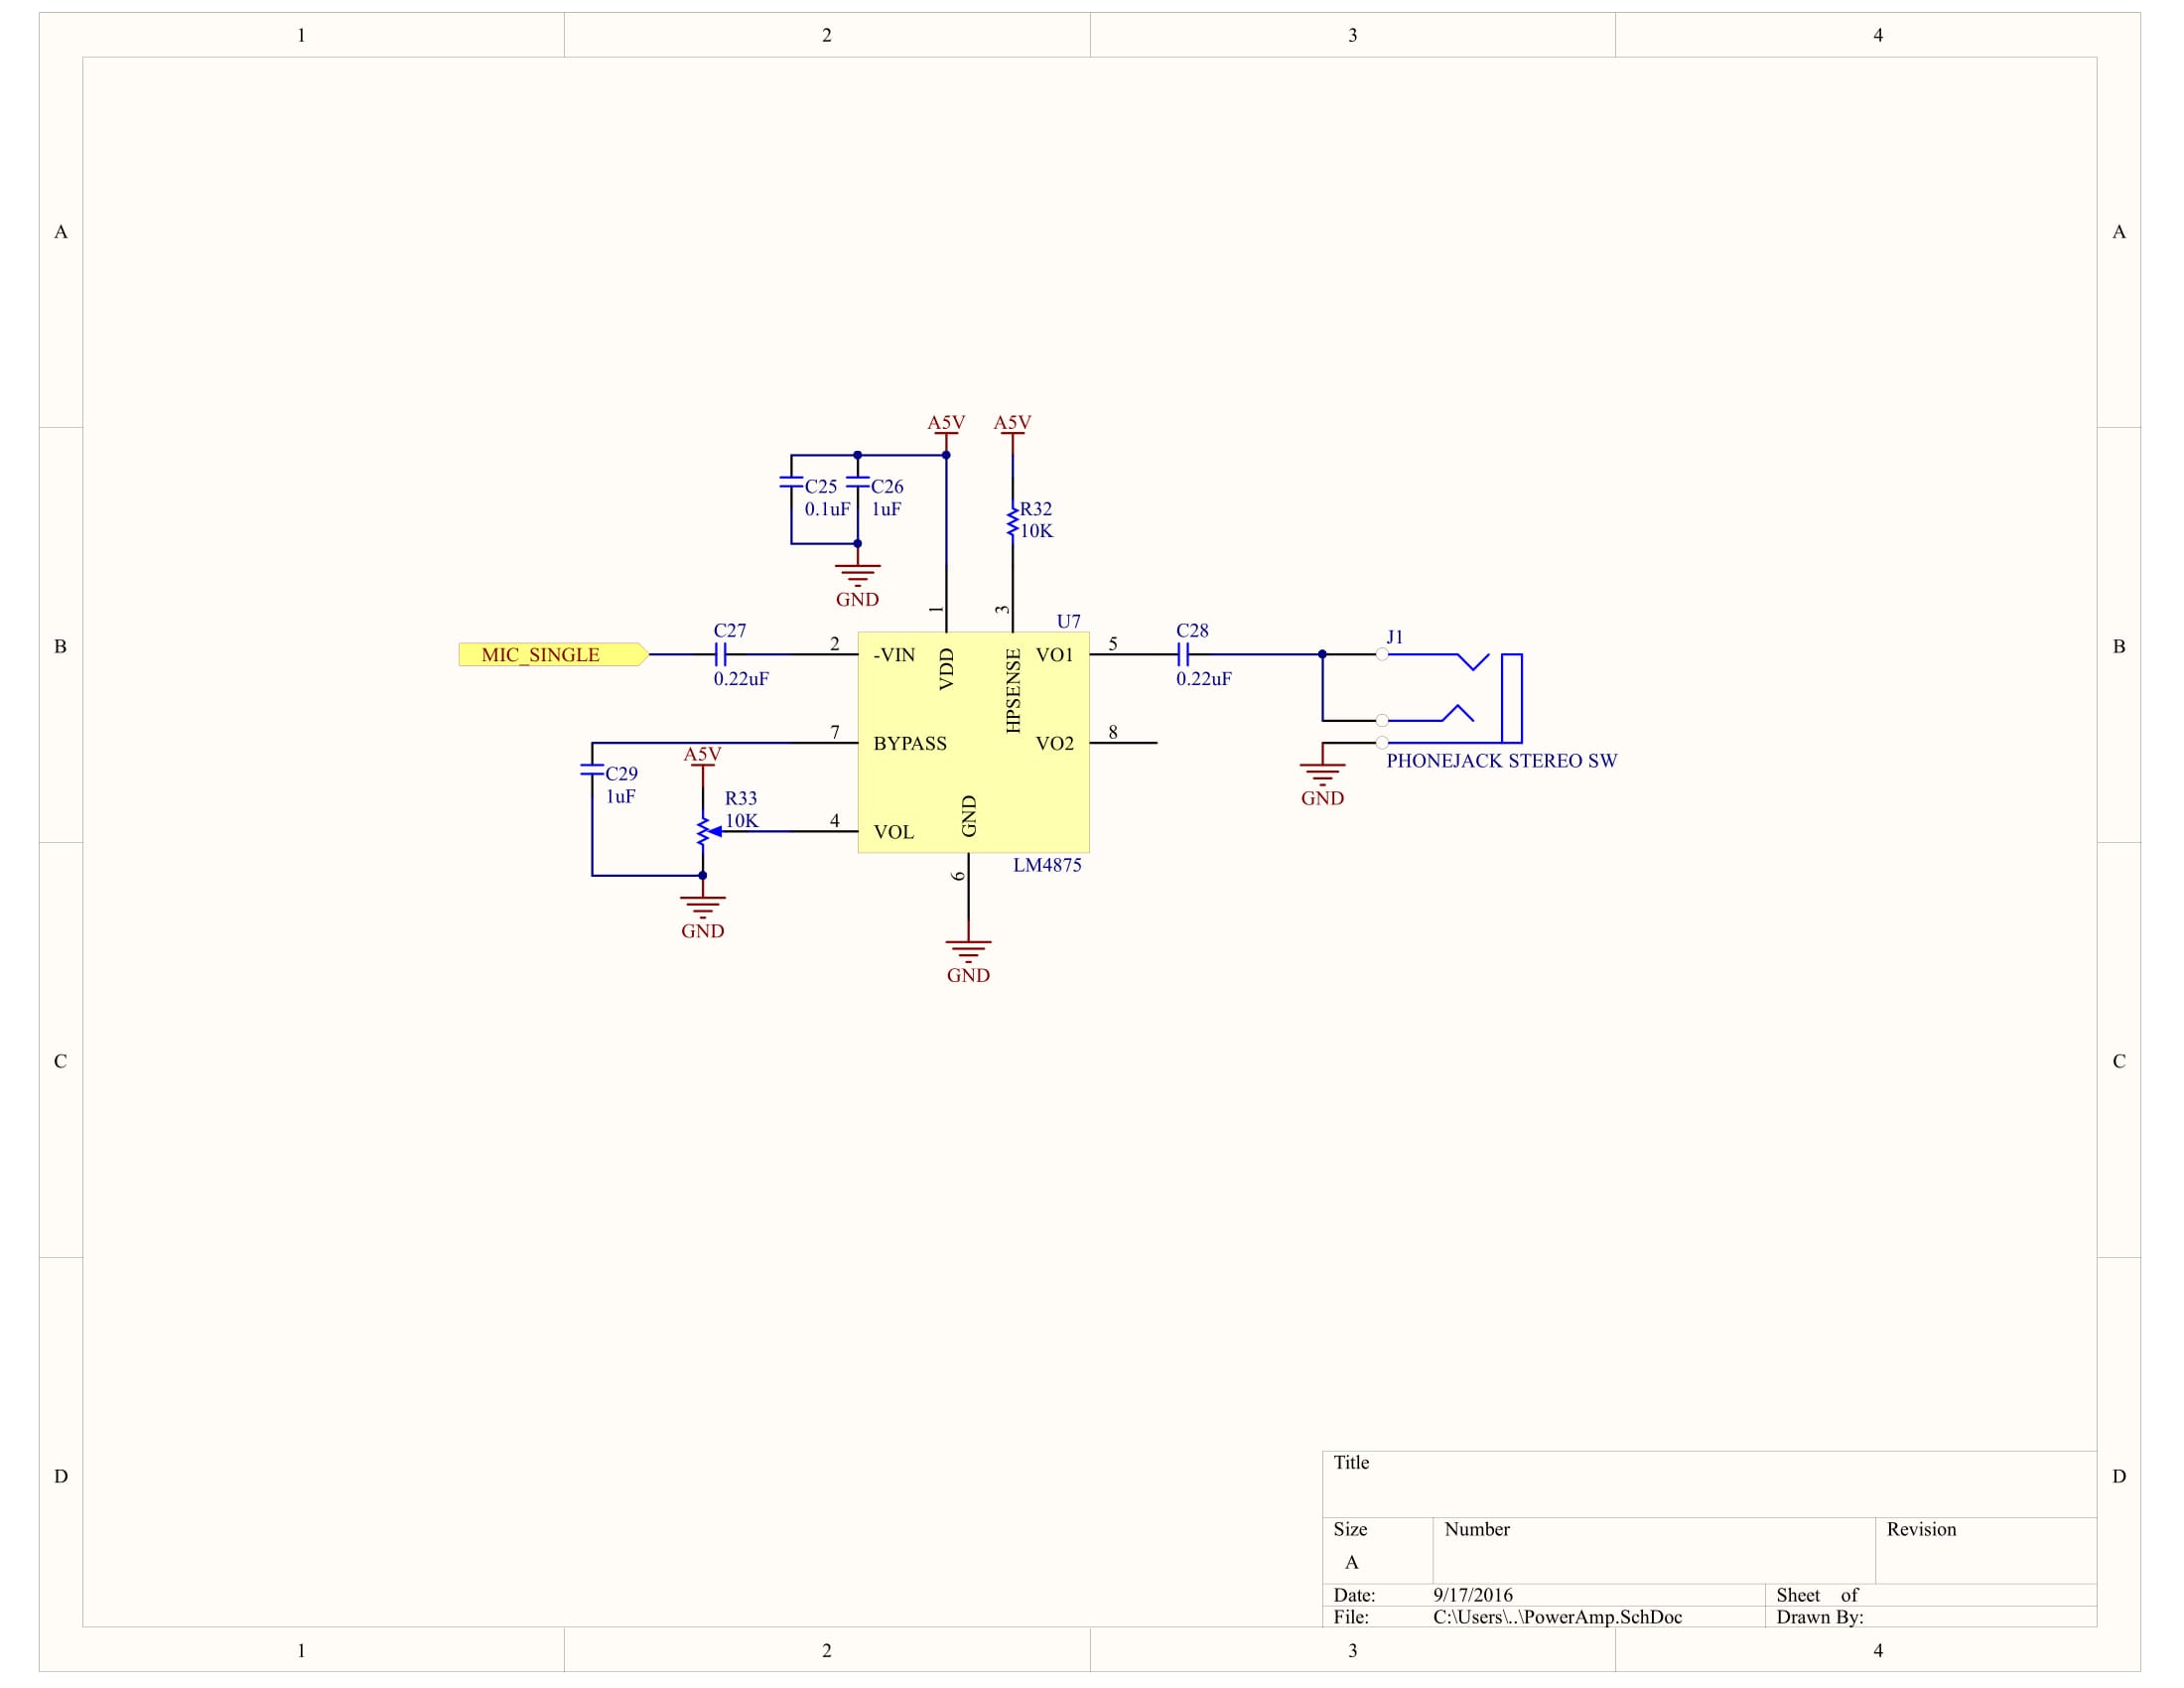 1 2 3 4
A A
A5V A5V
C25 C26
0.1uF 1uF
R32
10K
GND
1 3
U7
B B
MIC_SINGLE
C27
0.22uF
2 -VIN
VDD
HPSENSE
VO1 5
C28
0.22uF
J1
7 BYPASS
VO2 8
PHONEJACK STEREO SW
GND
A5V
C29
1uF
R33
10K
4 VOL
GND
LM4875
6
GND
GND
C C
D D
Title
Size Number Revision
A
Date: 9/17/2016 Sheet of
File: C:\Users\..\PowerAmp.SchDoc Drawn By:
1 2 3 4